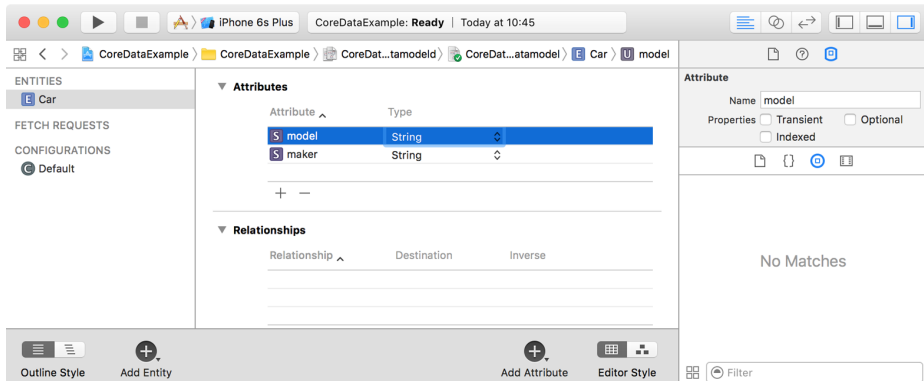 iPhone 6s Plus CoreDataExample: Ready | Today at 10:45
CoreDataExample CoreDataExample CoreDat...tamodeld CoreDat...atamodel E Car U model
ENTITIES
E Car
FETCH REQUESTS
CONFIGURATIONS
C Default
Attributes
Attribute Type
S model String
S maker String
+ −
Relationships
Relationship Destination Inverse
Outline Style Add Entity Add Attribute Editor Style
Attribute
Name model
Properties Transient Optional
Indexed
{}
No Matches
Filter